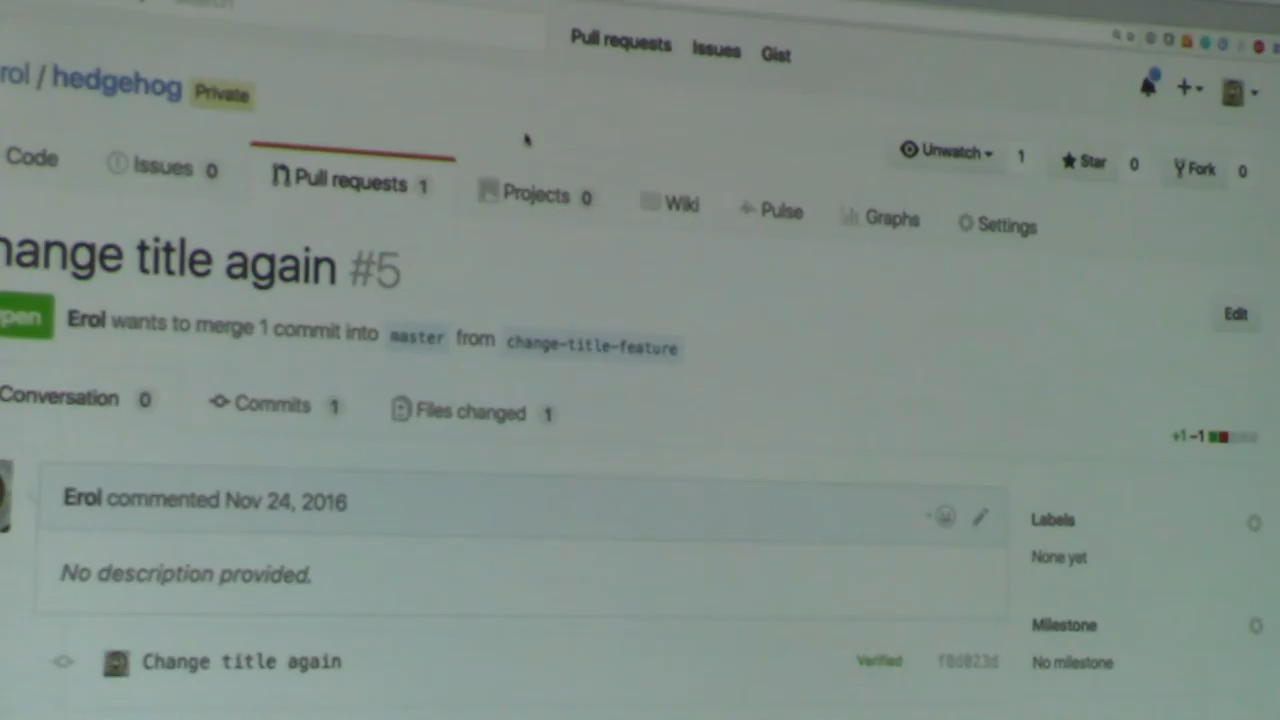 Pull requests Issues Gist
rol / hedgehog Private
Unwatch 1 Star 0 Fork 0
Code Issues 0 Pull requests 1 Projects 0 Wiki Pulse Graphs Settings
hange title again #5
Edit
pen Erol wants to merge 1 commit into master from change-title-feature
Conversation 0 Commits 1 Files changed 1
+1 −1
Erol commented Nov 24, 2016
No description provided.
Labels
None yet
Milestone
No milestone
Change title again Verified